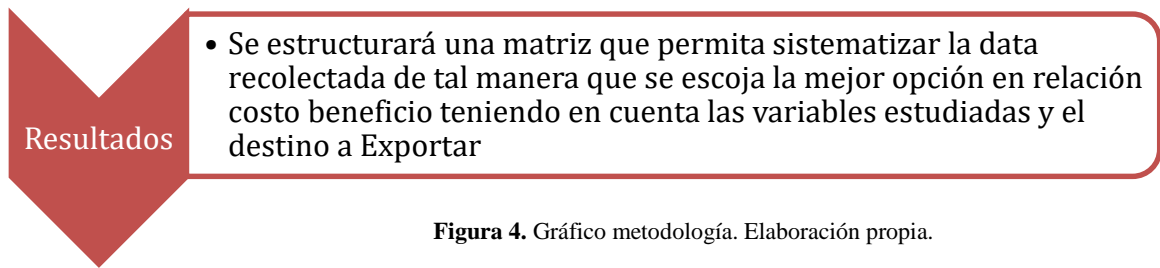 Resultados
• Se estructurará una matriz que permita sistematizar la data
recolectada de tal manera que se escoja la mejor opción en relación
costo beneficio teniendo en cuenta las variables estudiadas y el
destino a Exportar
Figura 4. Gráfico metodología. Elaboración propia.